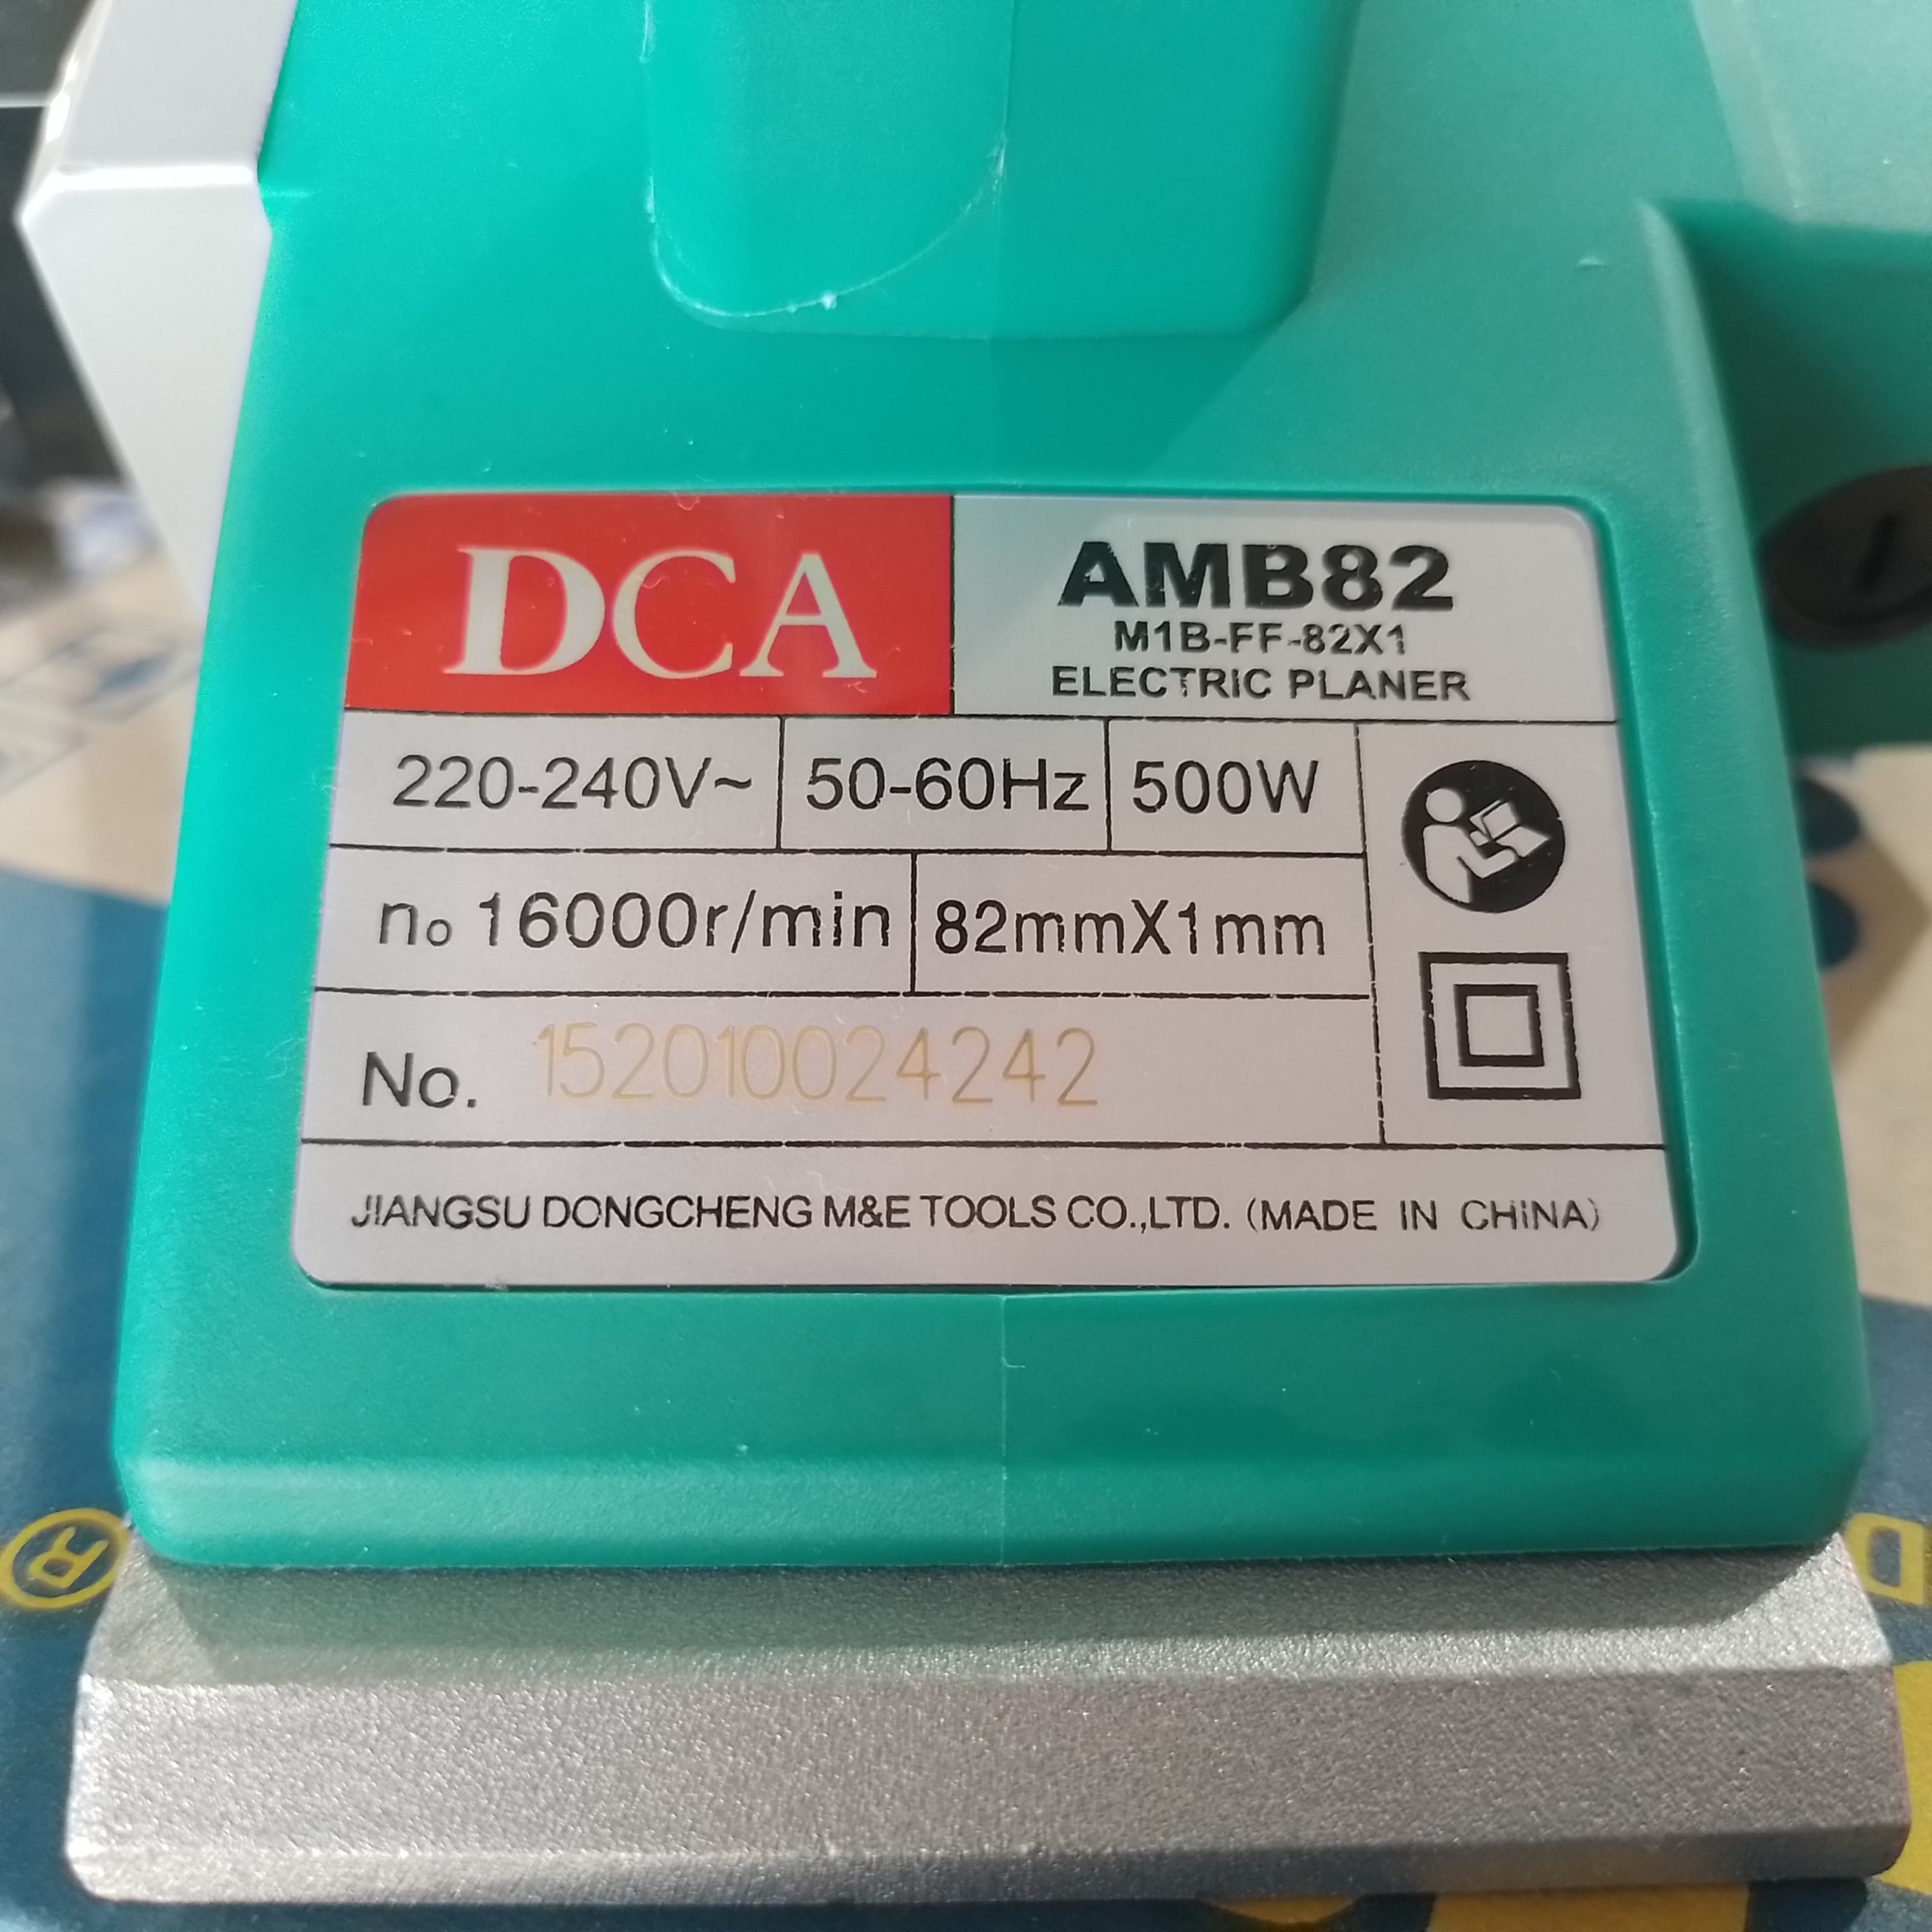 DCA
AMB82
M1B-FF-82X1
ELECTRIC PLANER
220-240V~ 50-60Hz 500W
no 16000r/min 82mmX1mm
No. 152010024242
JIANGSU DONGCHENG M&E TOOLS CO.,LTD. (MADE IN CHINA)
®
D